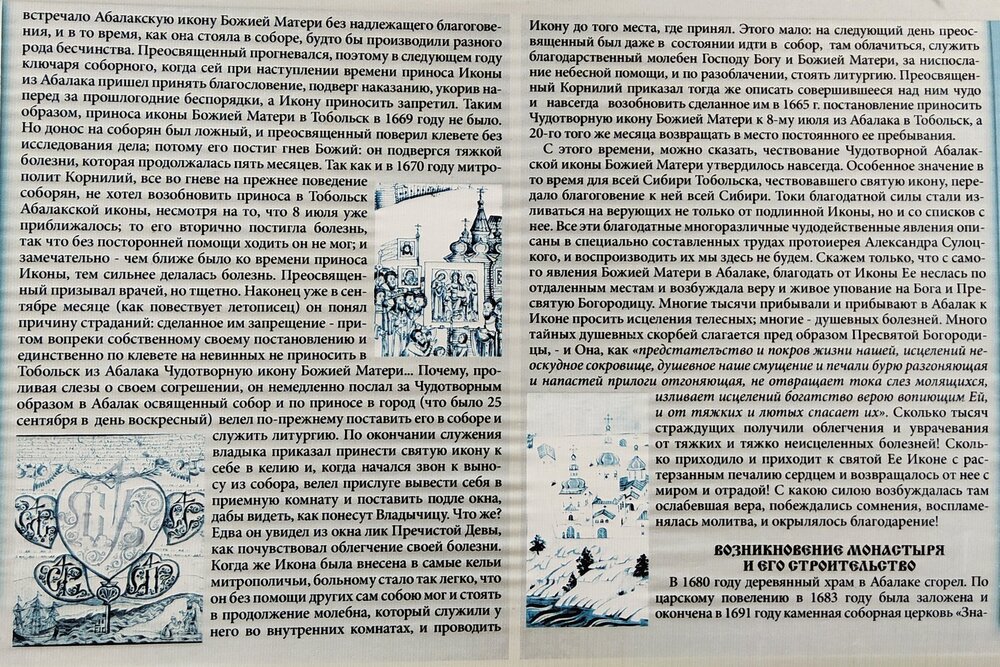 встречало Абалакскую икону Божией Матери без надлежащего благогове-
ния, и в то время, как она стояла в соборе, будто бы производили разного
рода бесчинства. Преосвященный прогневался, поэтому в следующем году
ключаря соборного, когда сей при наступлении времени приноса Иконы
из Абалака пришел принять благословение, подверг наказанию, укорив на-
перед за прошлогодние беспорядки, а Икону приносить запретил. Таким
образом, приноса иконы Божией Матери в Тобольск в 1669 году не было.
Но донос на соборян был ложный, и преосвященный поверил клевете без
исследования дела; потому его постиг гнев Божий: он подвергся тяжкой
болезни, которая продолжалась пять месяцев. Так как и в 1670 году митро-
полит Корнилий, все во гневе на прежнее поведение
соборян, не хотел возобновить приноса в Тобольск
Абалакской иконы, несмотря на то, что 8 июля уже
приближалось; то его вторично постигла болезнь,
так что без посторонней помощи ходить он не мог; и
замечательно - чем ближе было ко времени приноса
Иконы, тем сильнее делалась болезнь. Преосвящен-
ный призывал врачей, но тщетно. Наконец уже в сен-
тябре месяце (как повествует летописец) он понял
причину страданий: сделанное им запрещение - при-
том вопреки собственному своему постановлению и
единственно по клевете на невинных не приносить в
Тобольск из Абалака Чудотворную икону Божией Матери... Почему, про-
ливая слезы о своем согрешении, он немедленно послал за Чудотворным
образом в Абалак освященный собор и по приносе в город (что было 25
сентября в день воскресный) велел по-прежнему поставить его в соборе и
служить литургию. По окончании служения
владыка приказал принести святую икону к
себе в келию и, когда начался звон к выно-
су из собора, велел прислуге вывести себя в
приемную комнату и поставить подле окна,
дабы видеть, как понесут Владычицу. Что же?
Едва он увидел из окна лик Пречистой Девы,
как почувствовал облегчение своей болезни.
Когда же Икона была внесена в самые кельи
митрополичьи, больному стало так легко, что
он без помощи других сам собою мог и стоять
в продолжение молебна, который служили у
него во внутренних комнатах, и проводить
Икону до того места, где принял. Этого мало: на следующий день преос-
вященный был даже в состоянии идти в собор, там облачиться, служить
благодарственный молебен Господу Богу и Божией Матери, за ниспосла-
ние небесной помощи, и по разоблачении, стоять литургию. Преосвящен-
ный Корнилий приказал тогда же описать совершившееся над ним чудо
и навсегда возобновить сделанное им в 1665 г. постановление приносить
Чудотворную икону Божией Матери к 8-му июля из Абалака в Тобольск, а
20-го того же месяца возвращать в место постоянного ее пребывания.
С этого времени, можно сказать, чествование Чудотворной Абалак-
ской иконы Божией Матери утвердилось навсегда. Особенное значение в
то время для всей Сибири Тобольска, чествовавшего святую икону, пере-
дало благоговение к ней всей Сибири. Токи благодатной силы стали из-
ливаться на верующих не только от подлинной Иконы, но и со списков с
нее. Все эти благодатные многоразличные чудодейственные явления опи-
саны в специально составленных трудах протоиерея Александра Сулоц-
кого, и воспроизводить их мы здесь не будем. Скажем только, что с само-
го явления Божией Матери в Абалаке, благодать от Иконы Ее неслась по
отдаленным местам и возбуждала веру и живое упование на Бога и Пре-
святую Богородицу. Многие тысячи прибывали и прибывают в Абалак к
Иконе просить исцеления телесных; многие - душевных болезней. Много
тайных душевных скорбей слагается пред образом Пресвятой Богороди-
цы, - и Она, как «предстательство и покров жизни нашей, исцелений не-
оскудное сокровище, душевное наше смущение и печали бурю разгоняющая
и напастей прилоги отгоняющая, не отвращает тока слез молящихся,
изливает исцелений богатство верою вопиющим Ей,
и от тяжких и лютых спасает их». Сколько тысяч
страждущих получили облегчения и уврачевания
от тяжких и тяжко неисцеленных болезней! Сколь-
ко приходило и приходит к святой Ее Иконе с рас-
терзанным печалию сердцем и возвращалось от нее с
миром и отрадой! С какою силою возбуждалась там
ослабевшая вера, побеждались сомнения, воспламе-
нялась молитва, и окрылялось благодарение!
ВОЗНИКНОВЕНИЕ МОНАСТЫРЯ
И ЕГО СТРОИТЕЛЬСТВО
В 1680 году деревянный храм в Абалаке сгорел. По
царскому повелению в 1683 году была заложена и
окончена в 1691 году каменная соборная церковь «Зна-